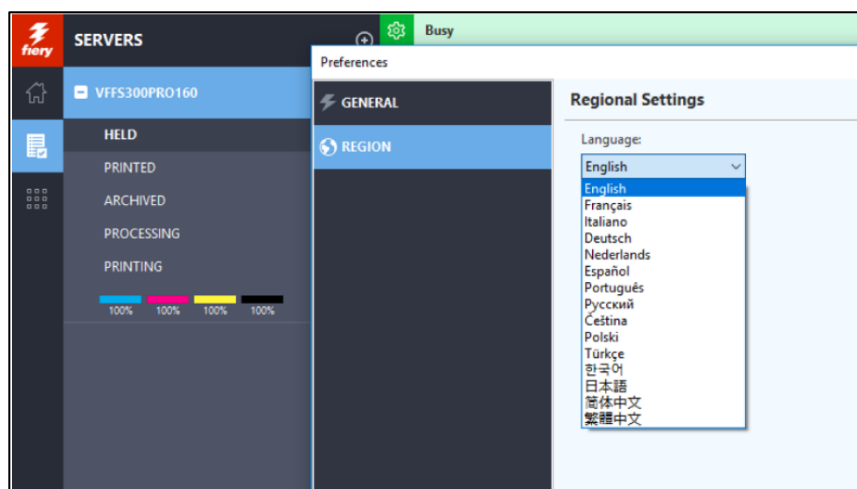 fiery
SERVERS
Busy
VFFS300PRO160
HELD
PRINTED
ARCHIVED
PROCESSING
PRINTING
100% 100% 100% 100%
Preferences
GENERAL
REGION
Regional Settings
Language:
English
English
Français
Italiano
Deutsch
Nederlands
Español
Português
Русский
Čeština
Polski
Türkçe
한국어
日本語
简体中文
繁體中文